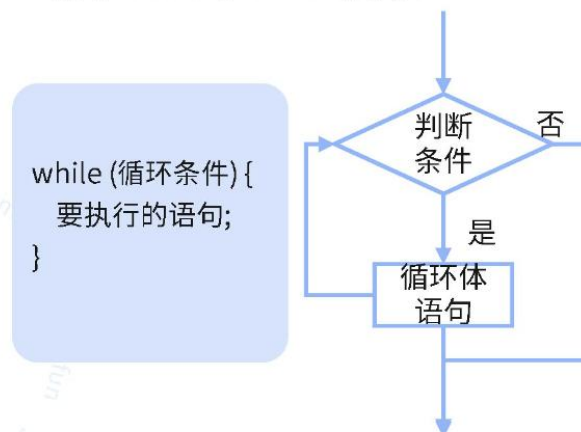 while (循环条件) {
要执行的语句;
}
判断
条件
否
是
循环体
语句
fun